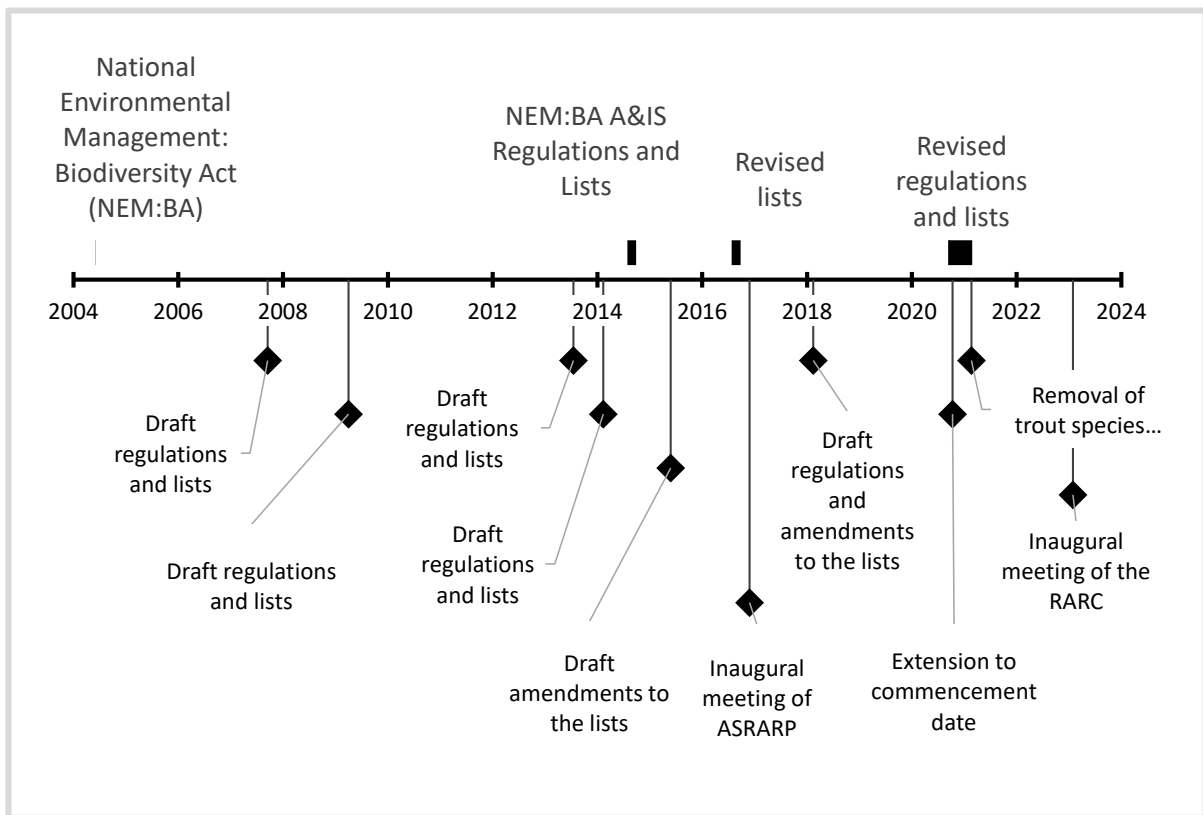 National
Environmental
Management:
Biodiversity Act
(NEM:BA)
NEM:BA A&IS
Regulations and
Lists
Revised
lists
Revised
regulations
and lists
2004 2006 2008 2010 2012 2014 2016 2018 2020 2022 2024
Draft
regulations
and lists
Draft regulations
and lists
Draft
regulations
and lists
Draft
regulations
and lists
Draft
amendments to
the lists
Inaugural
meeting of
ASRARP
Draft
regulations
and
amendments
to the lists
Extension to
commencement
date
Removal of
trout species...
Inaugural
meeting of the
RARC